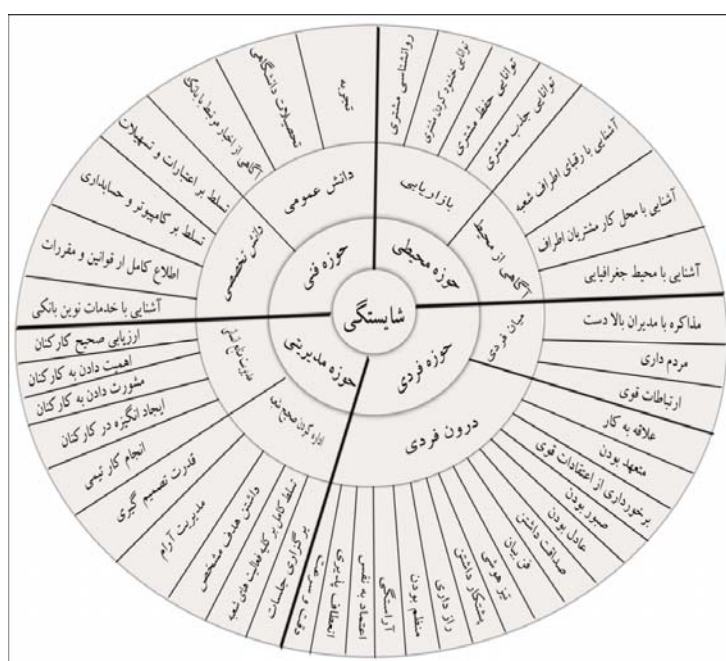 شایستگی
حوزه فنی
حوزه محیطی
حوزه فردی
حوزه مدیریتی
دانش عمومی
دانش تخصصی
بازاریابی
آگاهی از محیط
میان فردی
درون فردی
اداره کردن صحیح
مدیریت منابع انسانی
تجربه
تحصیلات دانشگاهی
آگاهی از اخبار مرتبط با بانک
تسلط بر اعتبارات و تسهیلات
تسلط بر کامپیوتر و حسابداری
اطلاع کامل از قوانین و مقررات
آشنایی با خدمات نوین بانکی
روانشناسی مشتری
توانایی خشنود کردن مشتری
توانایی حفظ مشتری
توانایی جذب مشتری
آشنایی با رقبای اطراف شعبه
آشنایی با محل کار مشتریان اطراف
آشنایی با محیط جغرافیایی
مذاکره با مدیران بالا دست
مردم داری
ارتباطات قوی
علاقه به کار
متعهد بودن
برخورداری از اعتقادات قوی
صبور بودن
عادل بودن
صداقت داشتن
فن بیان
تیز هوشی
پشتکار داشتن
راز داری
منظم بودن
آراستگی
اعتماد به نفس
انعطاف پذیری
دقت و سرعت
برگزاری جلسات
تسلط کامل بر کلیه فعالیت های شعبه
داشتن هدف مشخص
مدیریت آرام
قدرت تصمیم گیری
انجام کار تیمی
ایجاد انگیزه در کارکنان
مشورت دادن به کارکنان
اهمیت دادن به کارکنان
ارزیابی صحیح کارکنان